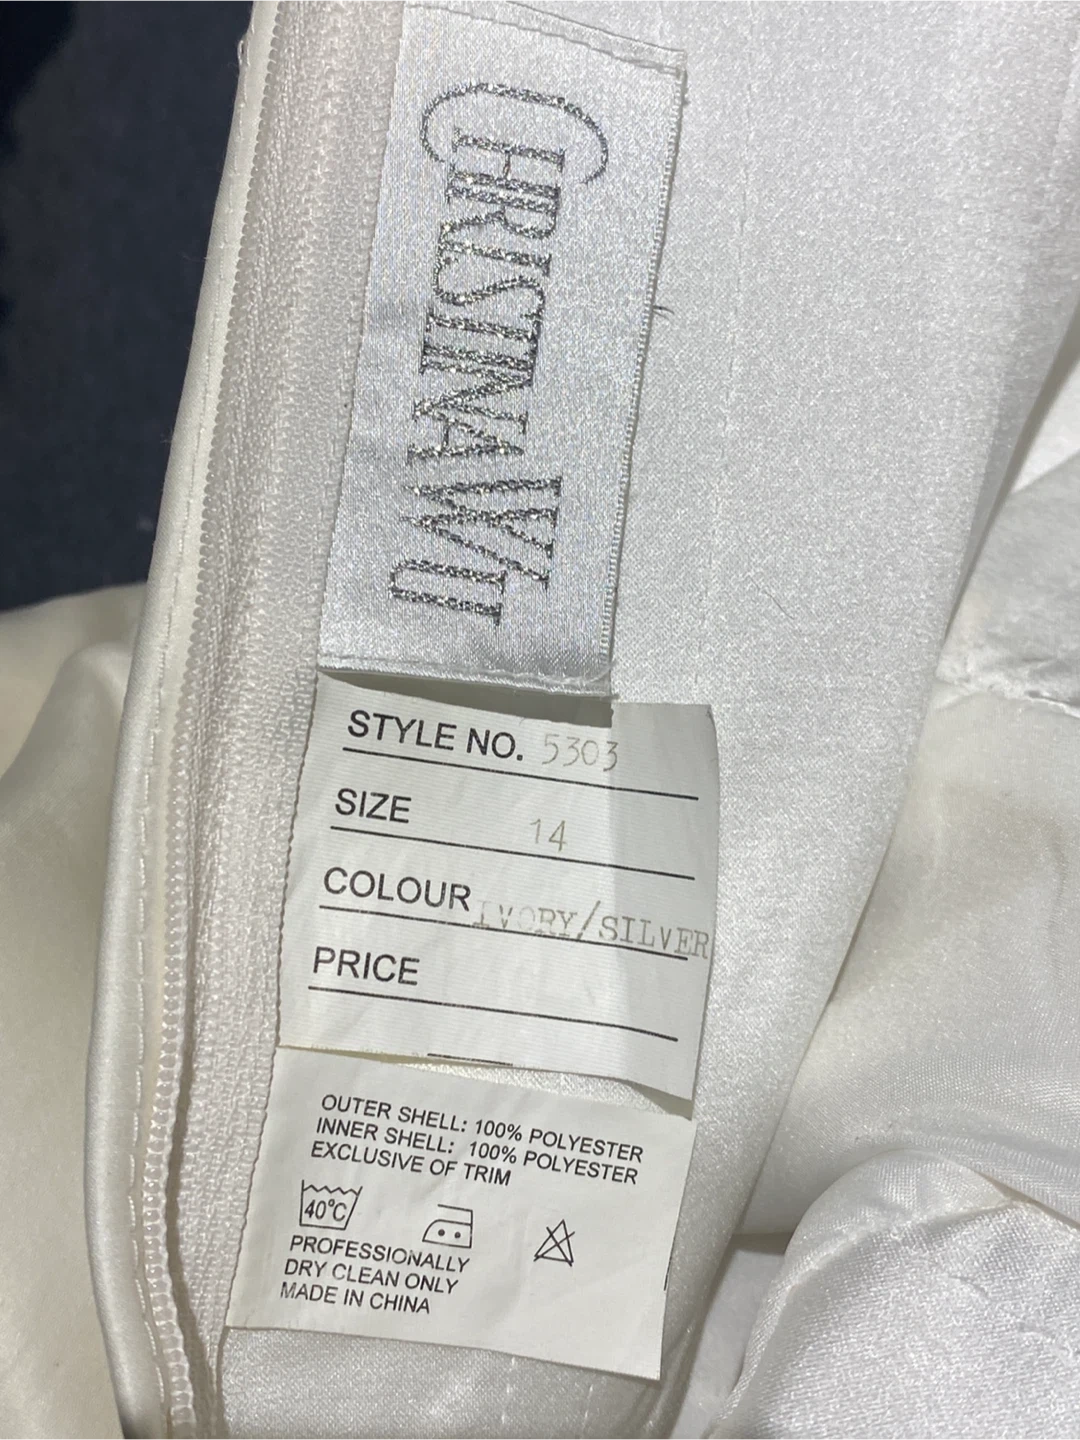 CHRISTINA WU
STYLE NO. 5303
SIZE 14
COLOUR IVORY/SILVER
PRICE
OUTER SHELL: 100% POLYESTER
INNER SHELL: 100% POLYESTER
EXCLUSIVE OF TRIM
40°C
PROFESSIONALLY
DRY CLEAN ONLY
MADE IN CHINA